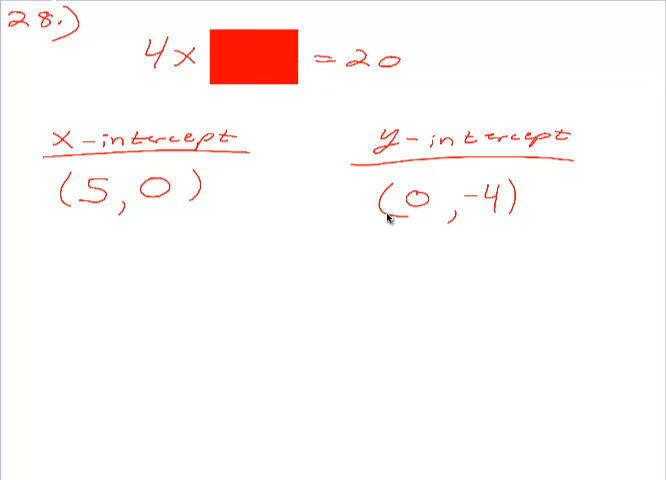 28.)
4x = 20
x-intercept y-intercept
(5, 0) (0, -4)